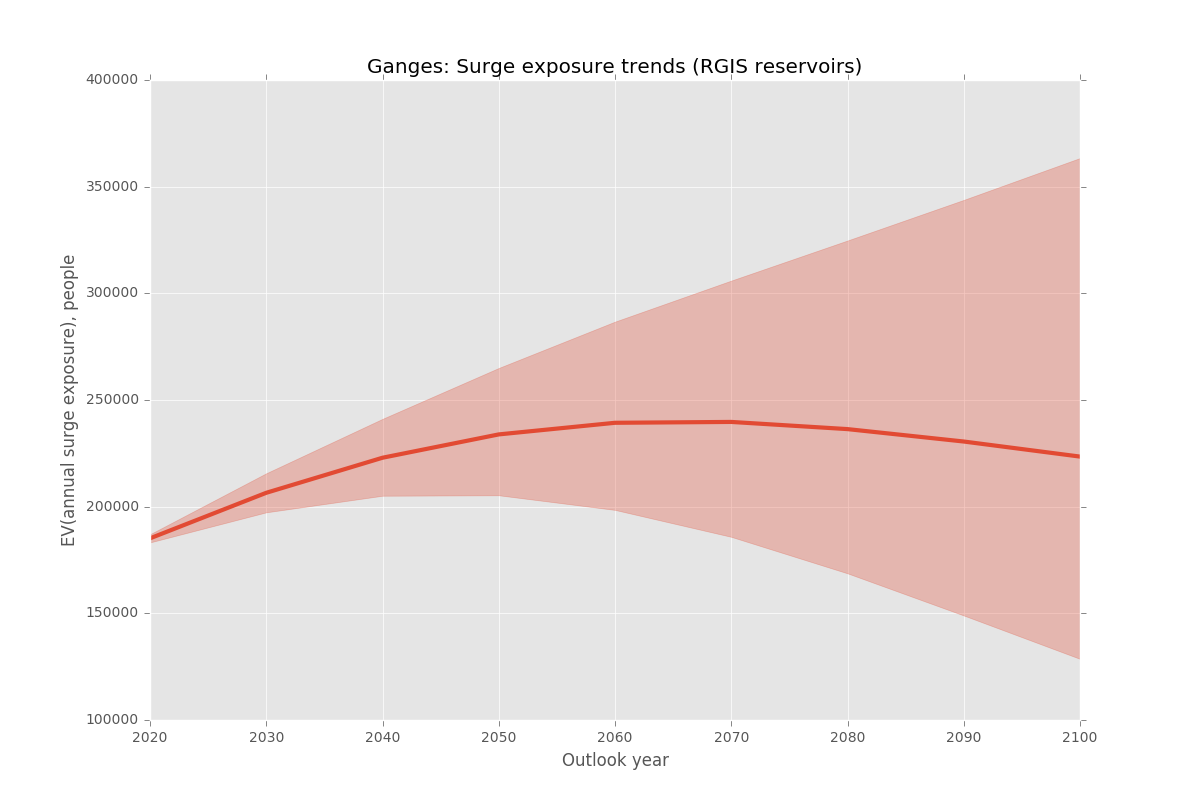 Ganges: Surge exposure trends (RGIS reservoirs)
EV(annual surge exposure), people
400000
350000
300000
250000
200000
150000
100000
2020 2030 2040 2050 2060 2070 2080 2090 2100
Outlook year